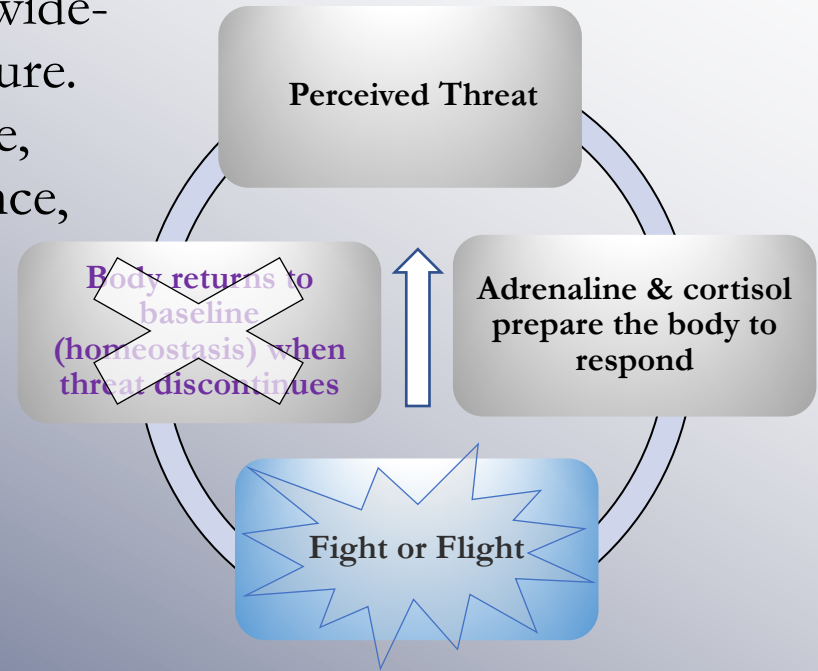 wide-
ure.
e,
nce,
Perceived Threat
Adrenaline & cortisol
prepare the body to
respond
Fight or Flight
Body returns to
baseline
(homeostasis) when
threat discontinues